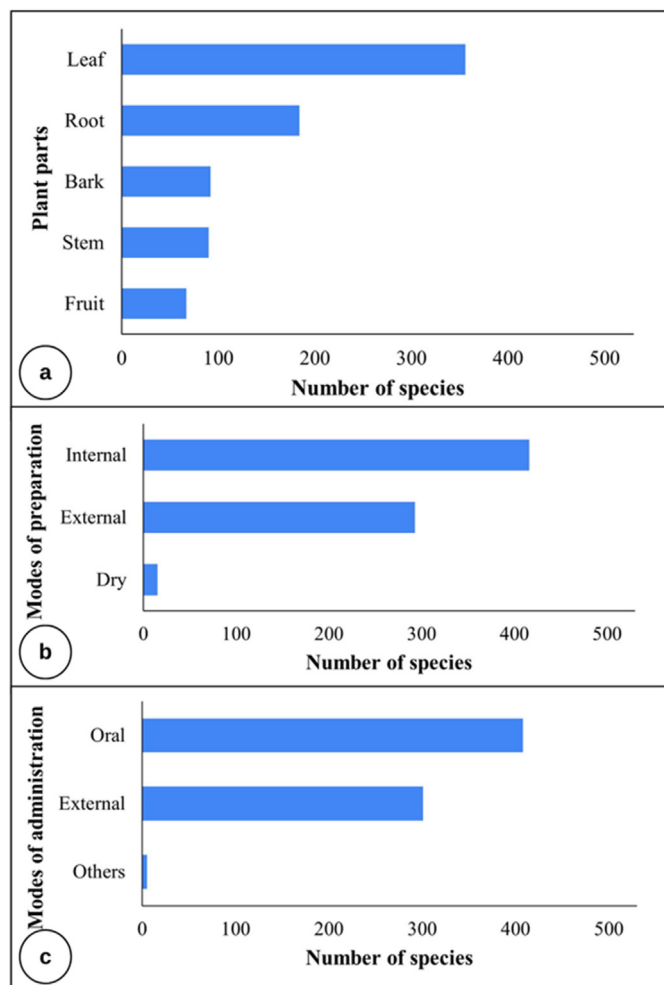 Plant parts
Leaf
Root
Bark
Stem
Fruit
0 100 200 300 400 500
Number of species
a
Modes of preparation
Internal
External
Dry
0 100 200 300 400 500
Number of species
b
Modes of administration
Oral
External
Others
0 100 200 300 400 500
Number of species
c